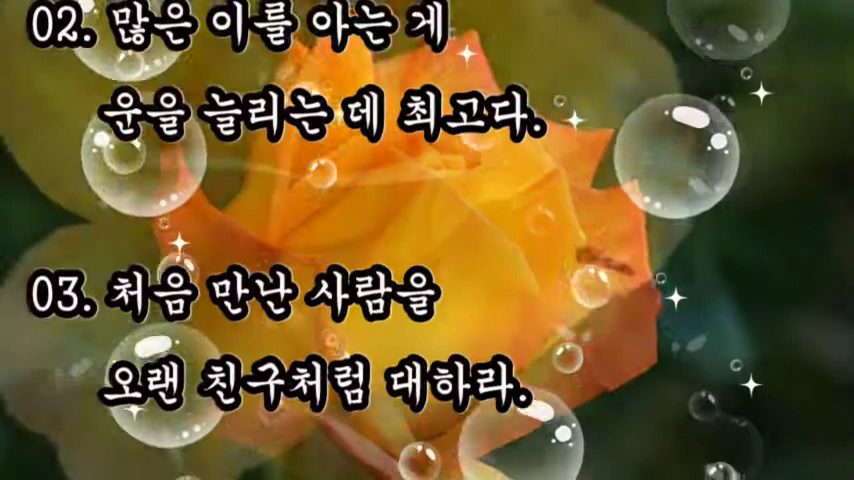 02. 많은 이를 아는 게
운을 늘리는 데 최고다.
03. 처음 만난 사람을
오랜 친구처럼 대하라.